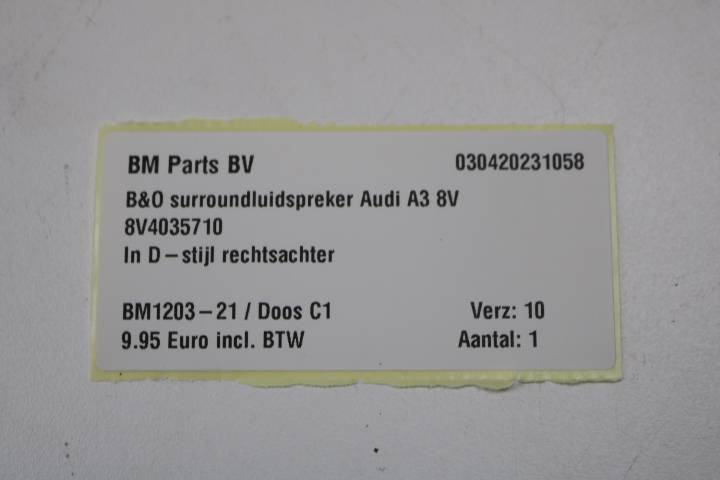 BM Parts BV 030420231058
B&O surroundluidspreker Audi A3 8V
8V4035710
In D-stijl rechtsachter
BM1203-21 / Doos C1 Verz: 10
9.95 Euro incl. BTW Aantal: 1